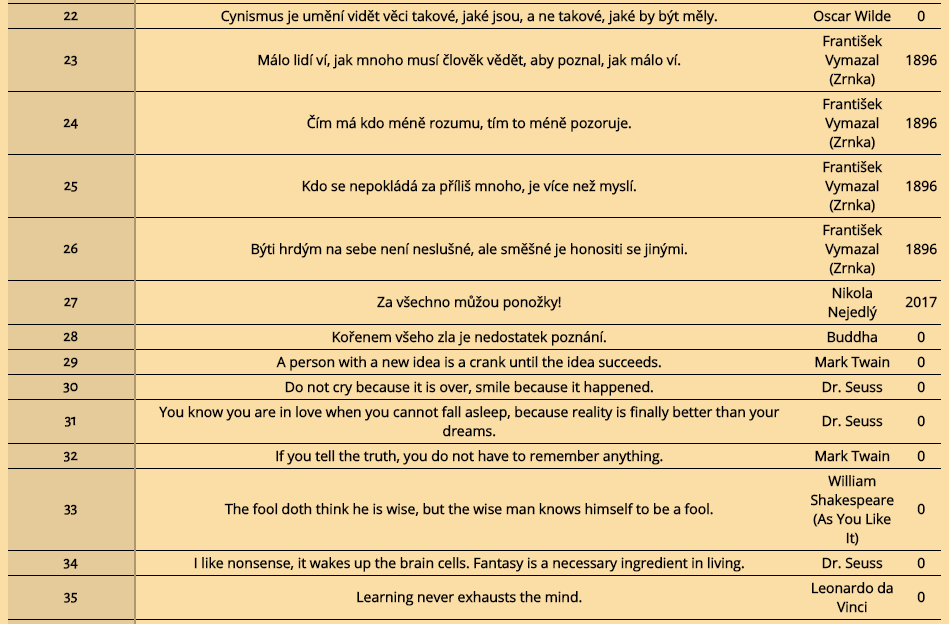 22 Cynismus je umění vidět věci takové, jaké jsou, a ne takové, jaké by být měly. Oscar Wilde 0
23 Málo lidí ví, jak mnoho musí člověk vědět, aby poznal, jak málo ví. František Vymazal (Zrnka) 1896
24 Čím má kdo méně rozumu, tím to méně pozoruje. František Vymazal (Zrnka) 1896
25 Kdo se nepokládá za příliš mnoho, je více než myslí. František Vymazal (Zrnka) 1896
26 Býti hrdým na sebe není neslušné, ale směšné je honositi se jinými. František Vymazal (Zrnka) 1896
27 Za všechno můžou ponožky! Nikola Nejedlý 2017
28 Kořenem všeho zla je nedostatek poznání. Buddha 0
29 A person with a new idea is a crank until the idea succeeds. Mark Twain 0
30 Do not cry because it is over, smile because it happened. Dr. Seuss 0
31 You know you are in love when you cannot fall asleep, because reality is finally better than your dreams. Dr. Seuss 0
32 If you tell the truth, you do not have to remember anything. Mark Twain 0
33 The fool doth think he is wise, but the wise man knows himself to be a fool. William Shakespeare (As You Like It) 0
34 I like nonsense, it wakes up the brain cells. Fantasy is a necessary ingredient in living. Dr. Seuss 0
35 Learning never exhausts the mind. Leonardo da Vinci 0